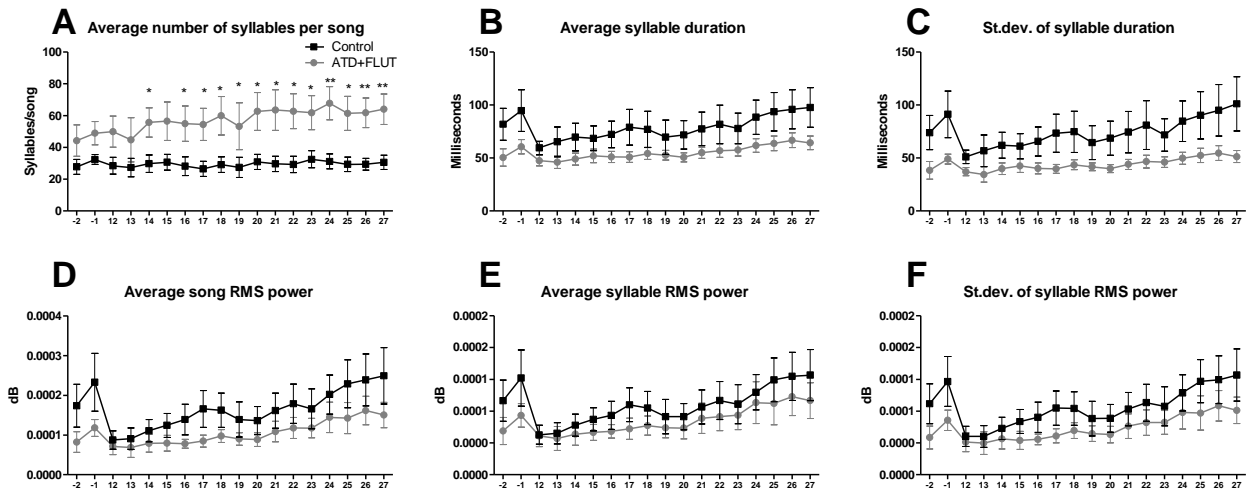 A Average number of syllables per song
Control
ATD+FLUT
Syllables/song
100
80
60
40
20
0
* * * * * * * * * ** * ** **
-2 -1 12 13 14 15 16 17 18 19 20 21 22 23 24 25 26 27
B Average syllable duration
Milliseconds
150
100
50
0
-2 -1 12 13 14 15 16 17 18 19 20 21 22 23 24 25 26 27
C St.dev. of syllable duration
Milliseconds
150
100
50
0
-2 -1 12 13 14 15 16 17 18 19 20 21 22 23 24 25 26 27
D Average song RMS power
dB
0.0004
0.0003
0.0002
0.0001
0.0000
-2 -1 12 13 14 15 16 17 18 19 20 21 22 23 24 25 26 27
E Average syllable RMS power
dB
0.0002
0.0002
0.0001
0.0001
0.0000
0.0000
-2 -1 12 13 14 15 16 17 18 19 20 21 22 23 24 25 26 27
F St.dev. of syllable RMS power
dB
0.0002
0.0002
0.0001
0.0001
0.0000
0.0000
-2 -1 12 13 14 15 16 17 18 19 20 21 22 23 24 25 26 27